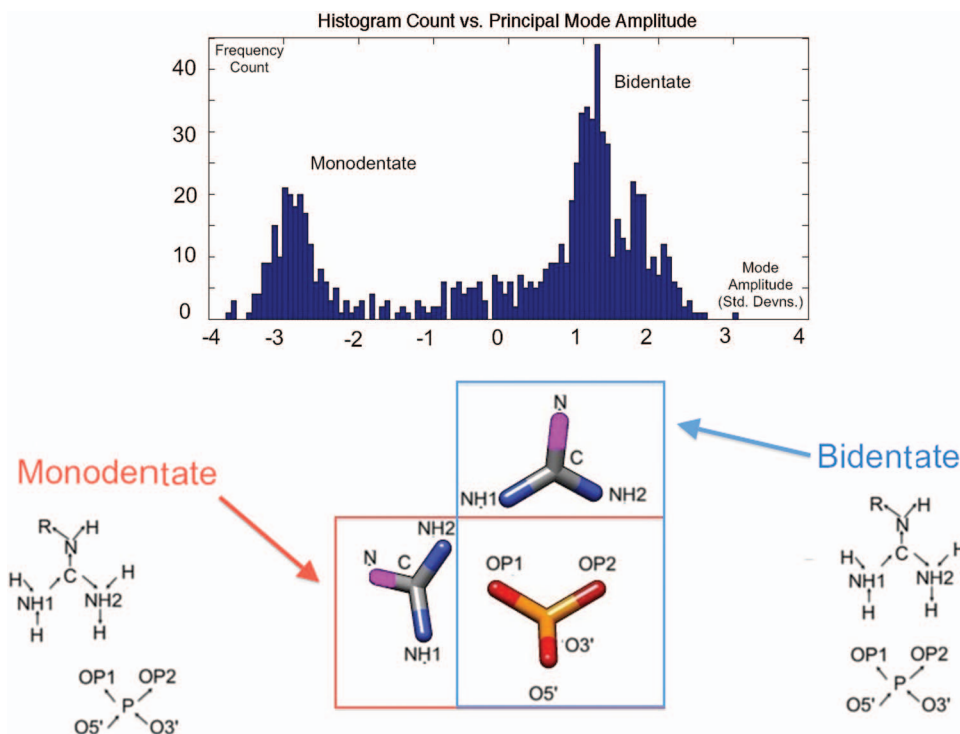 Histogram Count vs. Principal Mode Amplitude
Frequency
Count
40
30
20
10
0
Monodentate
Bidentate
Mode
Amplitude
(Std. Devns.)
-4 -3 -2 -1 0 1 2 3 4
Monodentate
Bidentate
N
C
NH1 NH2
NH2
N C
NH1
OP1 OP2
O3'
O5'
R H
N
H C H
NH1 NH2
H H
OP1 OP2
P
O5' O3'
R H
N
H C H
NH1 NH2
H H
OP1 OP2
P
O5' O3'